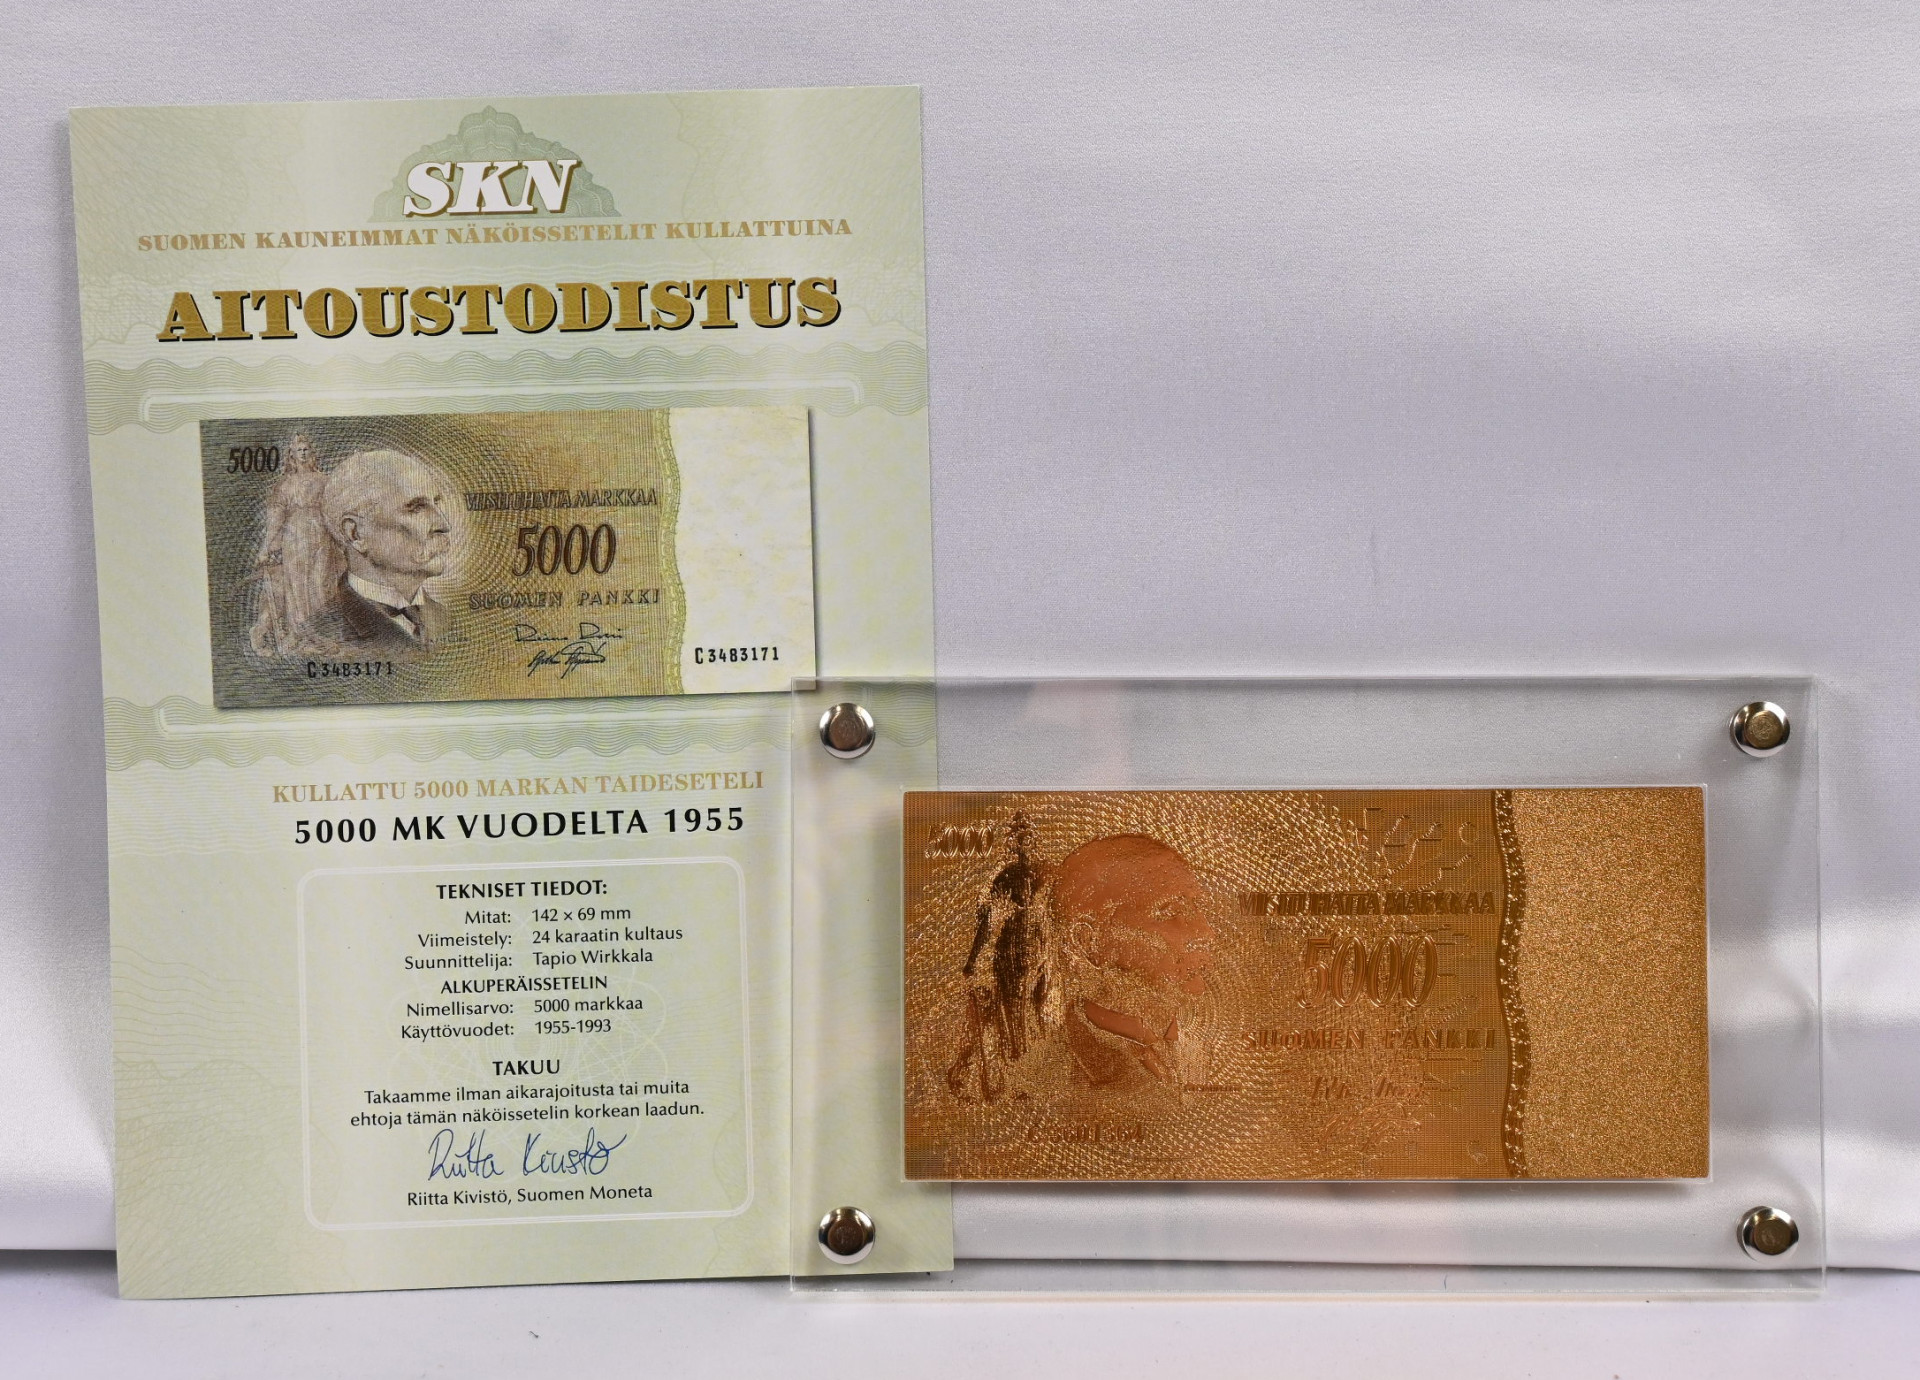 SKN
SUOMEN KAUNEIMMAT NÄKÖISSETELIT KULLATTUINA
AITOUSTODISTUS
5000
VIISITUHATTA MARKKAA
5000
SUOMEN PANKKI
C3483171
C3483171
KULLATTU 5000 MARKAN TAIDESETELI
5000 MK VUODELTA 1955
TEKNISET TIEDOT:
Mitat: 142 × 69 mm
Viimeistely: 24 karaatin kultaus
Suunnittelija: Tapio Wirkkala
ALKUPERÄISSETELIN
Nimellisarvo: 5000 markkaa
Käyttövuodet: 1955-1993
TAKUU
Takaamme ilman aikarajoitusta tai muita
ehtoja tämän näköissetelin korkean laadun.
Riitta Kivistö
Riitta Kivistö, Suomen Moneta
5000
VIISITUHATTA MARKKAA
5000
SUOMEN PANKKI